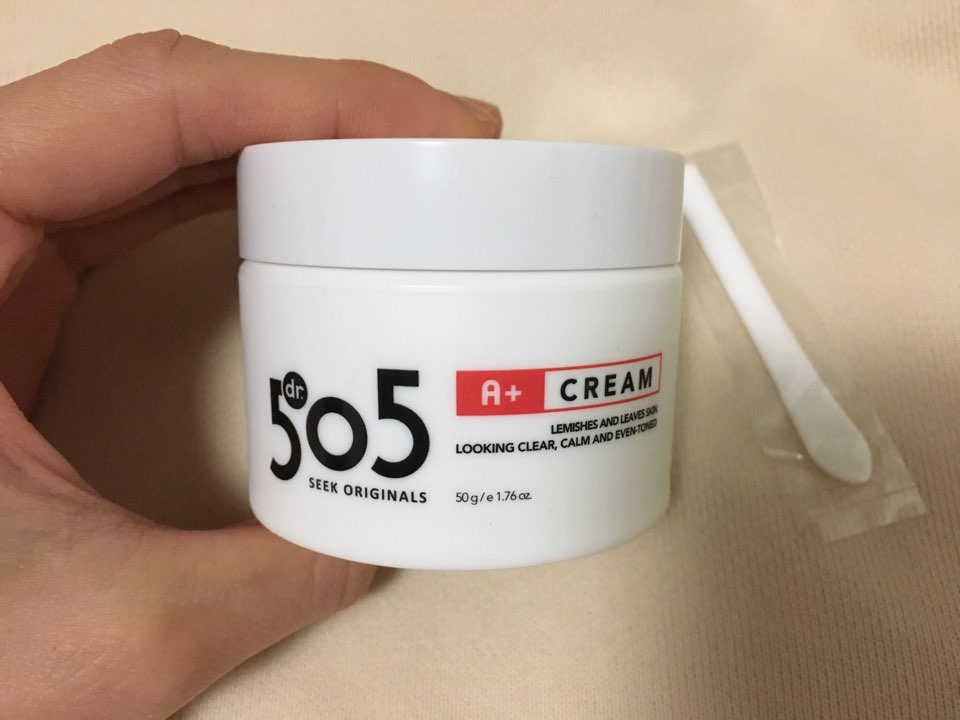 dr.
505
SEEK ORIGINALS
A+ CREAM
LEMISHES AND LEAVES SKIN
LOOKING CLEAR, CALM AND EVEN-TONED
50 g / e 1.76 oz.